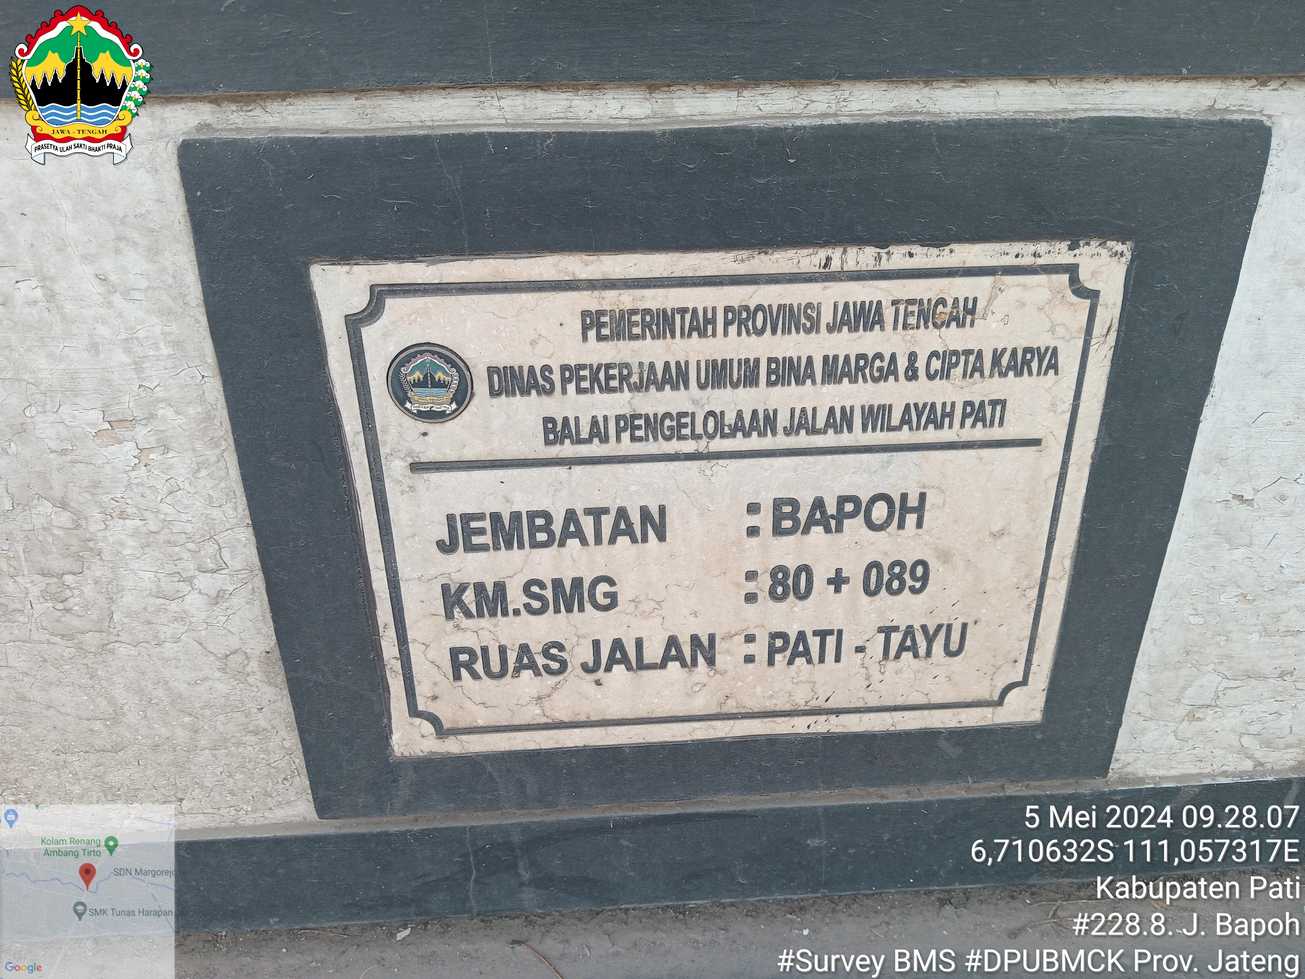 JAWA - TENGAH
PRASETYA ULAH SAKTI BHAKTI PRAJA
PEMERINTAH PROVINSI JAWA TENGAH
DINAS PEKERJAAN UMUM BINA MARGA & CIPTA KARYA
BALAI PENGELOLAAN JALAN WILAYAH PATI
JEMBATAN : BAPOH
KM.SMG : 80 + 089
RUAS JALAN : PATI - TAYU
Kolam Renang
Ambang Tirto
SDN Margorejo
SMK Tunas Harapan
Google
5 Mei 2024 09.28.07
6,710632S 111,057317E
Kabupaten Pati
#228.8. J. Bapoh
#Survey BMS #DPUBMCK Prov. Jateng